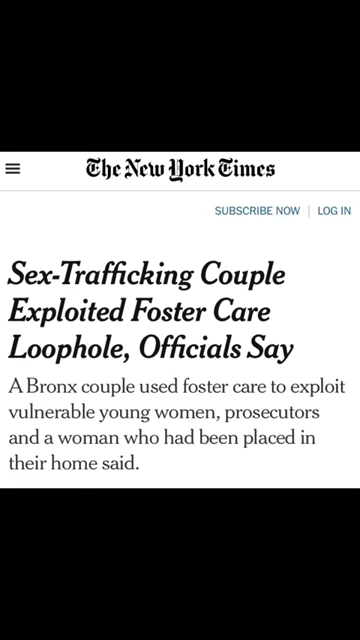 The New York Times
SUBSCRIBE NOW | LOG IN
Sex-Trafficking Couple
Exploited Foster Care
Loophole, Officials Say
A Bronx couple used foster care to exploit
vulnerable young women, prosecutors
and a woman who had been placed in
their home said.